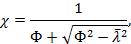 χ = 1 / (Φ + √(Φ² − λ̄²)),